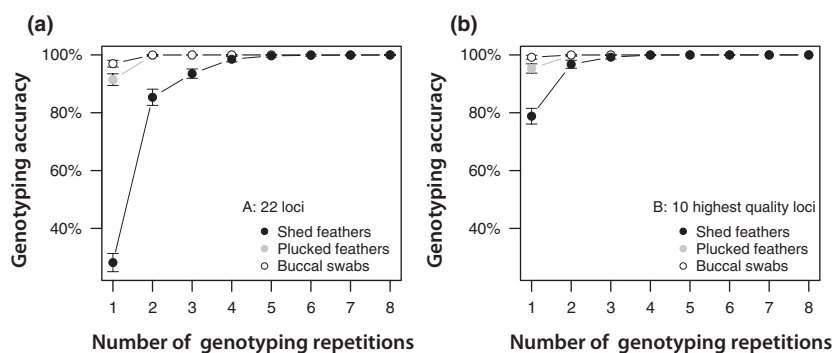 (a)
100%
80%
60%
40%
Genotyping accuracy
A: 22 loci
Shed feathers
Plucked feathers
Buccal swabs
1 2 3 4 5 6 7 8
Number of genotyping repetitions
(b)
100%
80%
60%
40%
Genotyping accuracy
B: 10 highest quality loci
Shed feathers
Plucked feathers
Buccal swabs
1 2 3 4 5 6 7 8
Number of genotyping repetitions